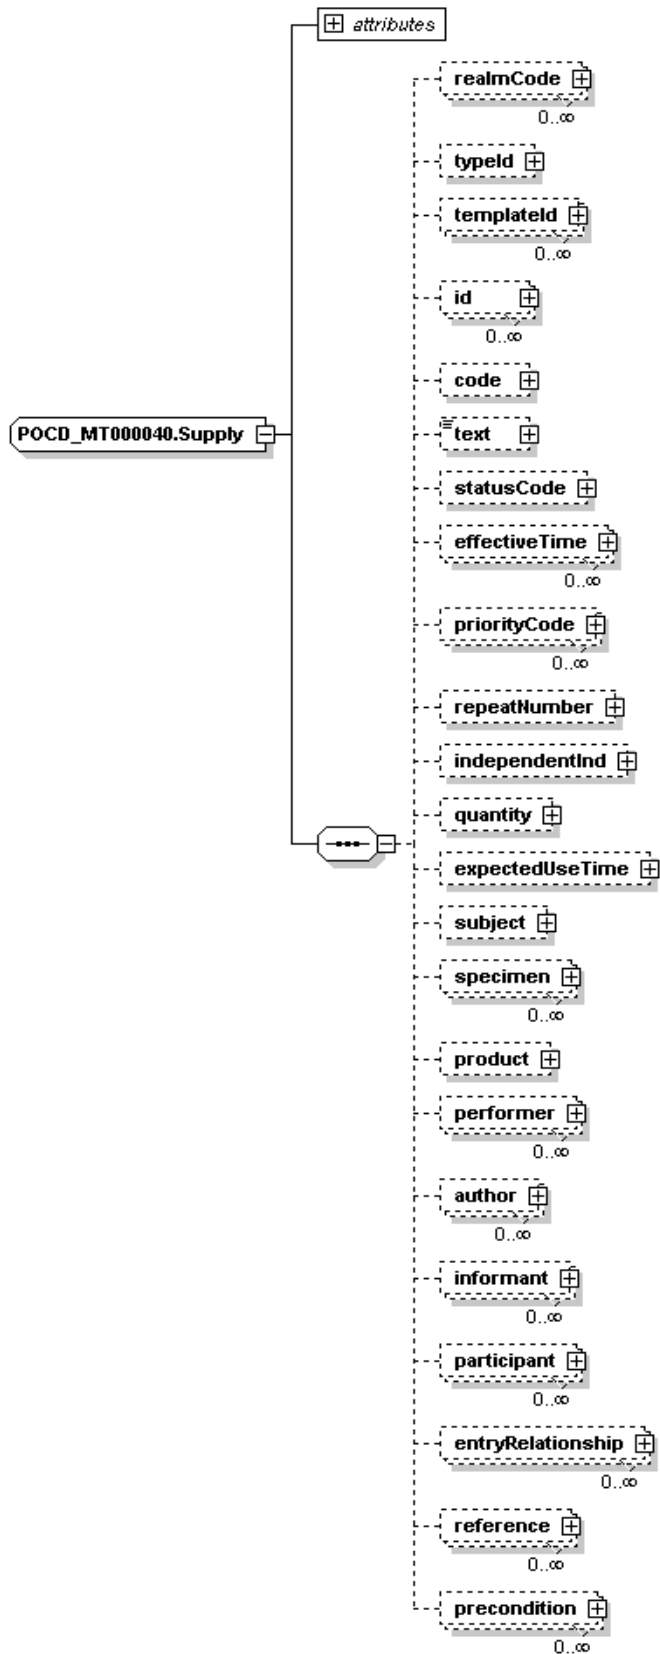 attributes
realmCode
0..∞
typeId
templateId
0..∞
id
0..∞
code
POCD_MT000040.Supply
text
statusCode
effectiveTime
0..∞
priorityCode
0..∞
repeatNumber
independentInd
quantity
expectedUseTime
subject
specimen
0..∞
product
performer
0..∞
author
0..∞
informant
0..∞
participant
0..∞
entryRelationship
0..∞
reference
0..∞
precondition
0..∞